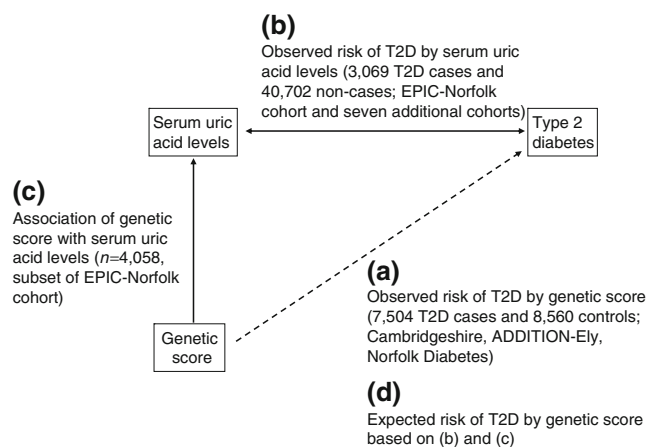 (b)
Observed risk of T2D by serum uric
acid levels (3,069 T2D cases and
40,702 non-cases; EPIC-Norfolk
cohort and seven additional cohorts)
Serum uric
acid levels
Type 2
diabetes
(c)
Association of genetic
score with serum uric
acid levels (n=4,058,
subset of EPIC-Norfolk
cohort)
(a)
Observed risk of T2D by genetic score
(7,504 T2D cases and 8,560 controls;
Cambridgeshire, ADDITION-Ely,
Norfolk Diabetes)
Genetic
score
(d)
Expected risk of T2D by genetic score
based on (b) and (c)